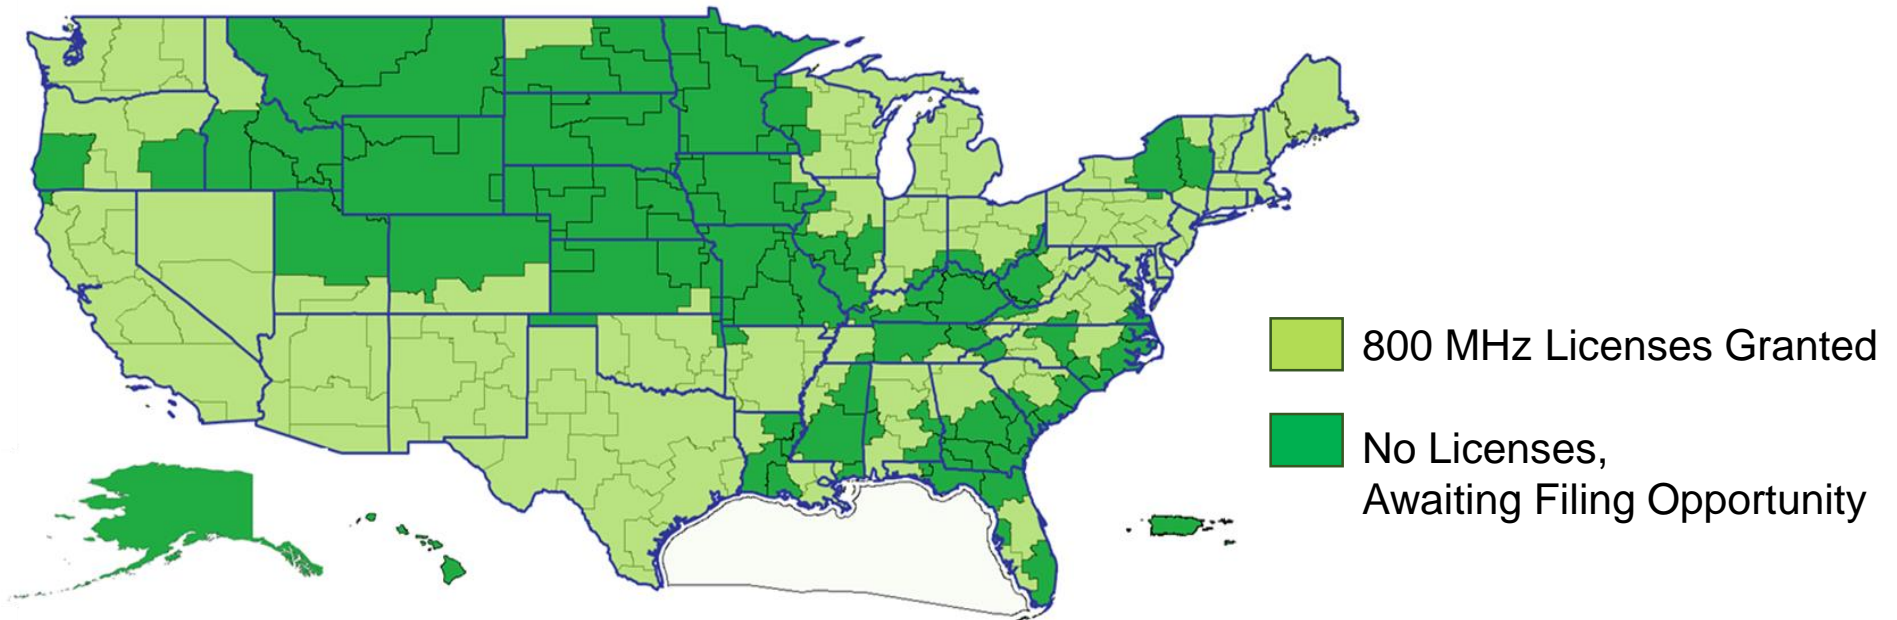 800 MHz Licenses Granted
No Licenses,
Awaiting Filing Opportunity